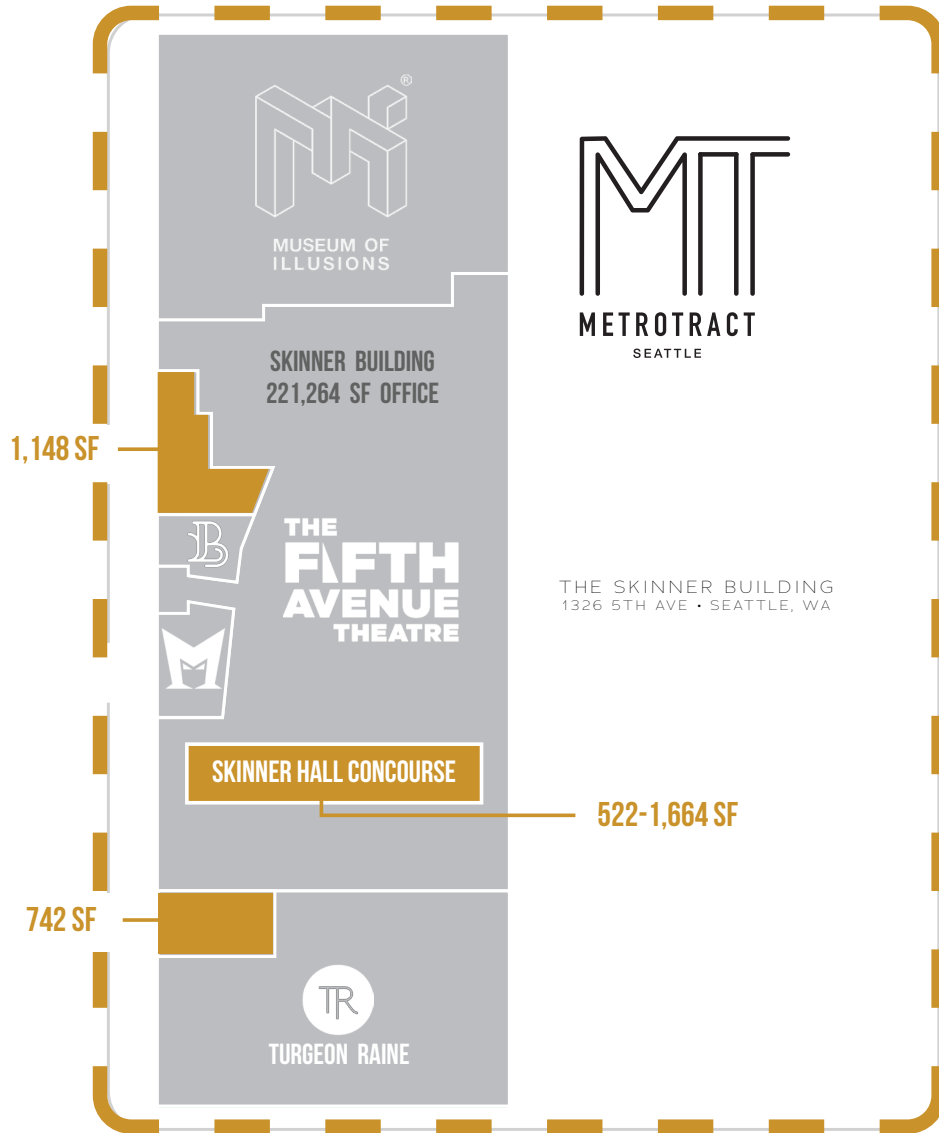 ®
MUSEUM OF
ILLUSIONS
MT
METROTRACT
SEATTLE
SKINNER BUILDING
221,264 SF OFFICE
1,148 SF
B
THE
FIFTH
AVENUE
THEATRE
THE SKINNER BUILDING
1326 5TH AVE • SEATTLE, WA
M
SKINNER HALL CONCOURSE
522-1,664 SF
742 SF
TR
TURGEON RAINE